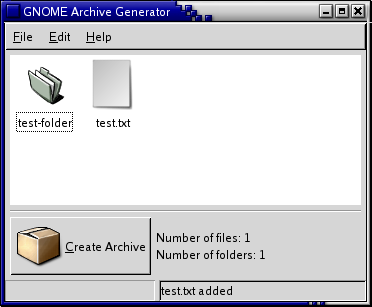 GNOME Archive Generator
File Edit Help
test-folder test.txt
Create Archive
Number of files: 1
Number of folders: 1
test.txt added